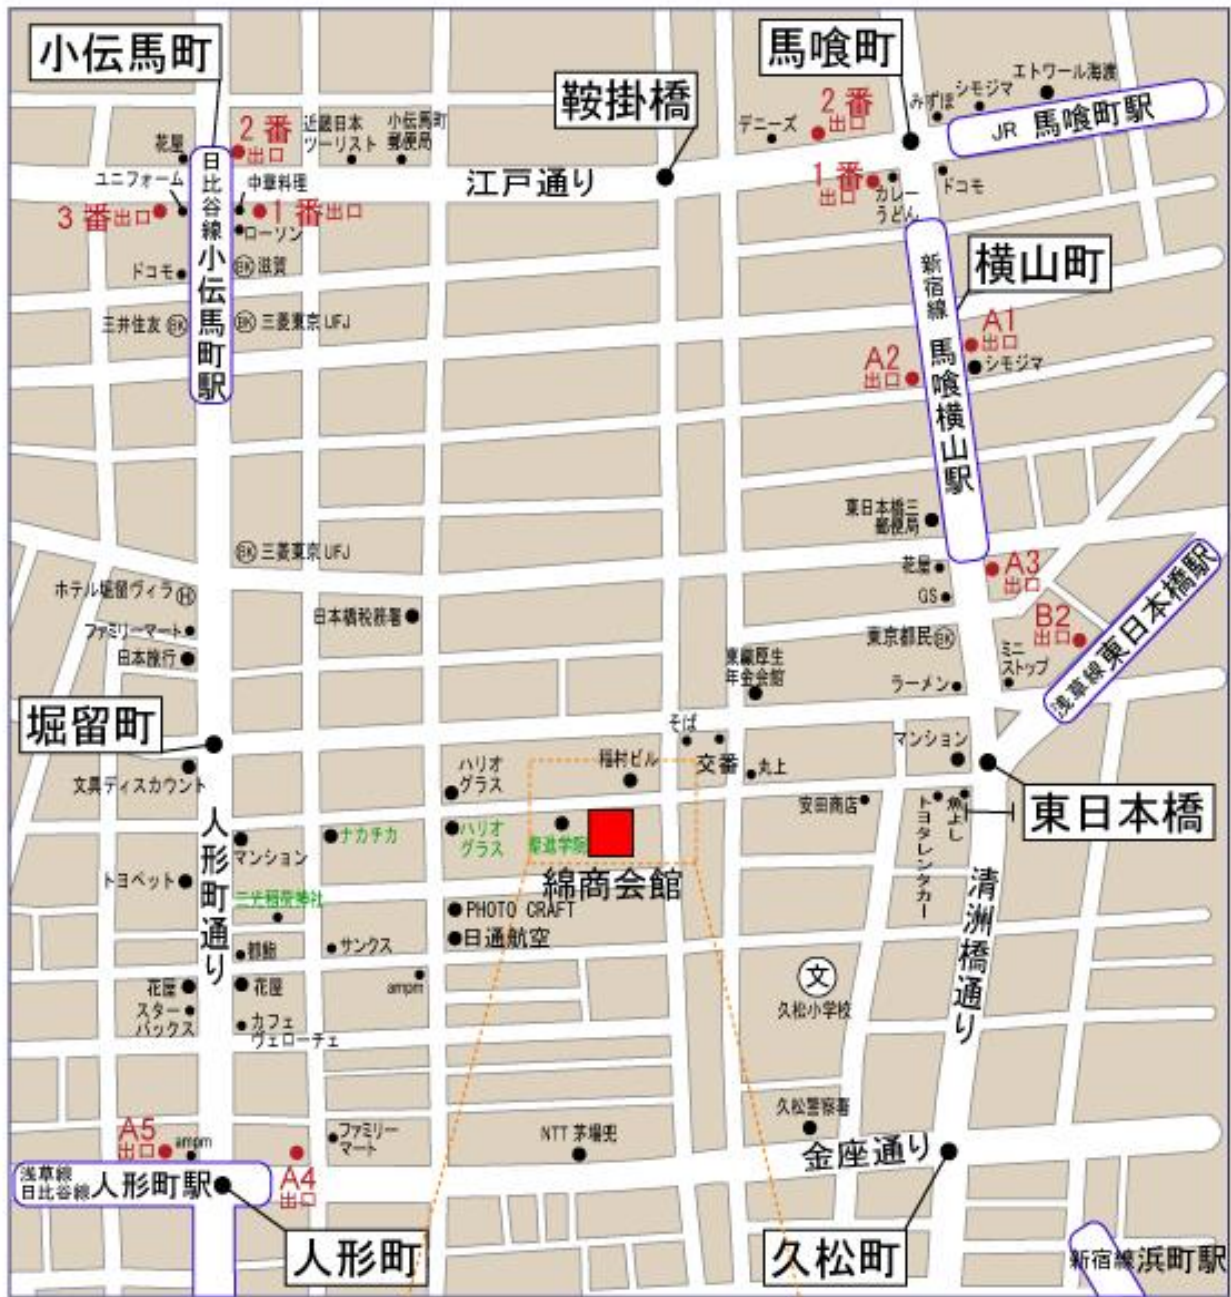 小伝馬町
鞍掛橋
馬喰町
エトワール海渡
シモジマ
みずほ
JR 馬喰町駅
2番
出口
デニーズ
2番
出口
近畿日本
ツーリスト
小伝馬町
郵便局
花屋
ユニフォーム
中華料理
3番出口
1番出口
ローソン
江戸通り
1番
出口
カレー
うどん
ドコモ
日比谷線 小伝馬町駅
ドコモ
BK 滋賀
三井住友 BK
BK 三菱東京UFJ
新宿線 馬喰横山駅
横山町
A1
出口
シモジマ
A2
出口
東日本橋三
郵便局
BK 三菱東京UFJ
花屋
A3
出口
GS
ホテル堀留ヴィラ H
ファミリーマート
日本旅行
日本橋税務署
東京都民 BK
B2
出口
浅草線 東日本橋駅
ミニ
ストップ
ラーメン
厚生
年金会館
堀留町
そば
交番
マンション
文具ディスカウント
ハリオ
グラス
稲村ビル
丸上
安田商店
トヨタレンタカー
魚よし
東日本橋
人形町通り
マンション
ナカチカ
ハリオ
グラス
学院
綿商会館
トヨペット
三光稲荷神社
PHOTO CRAFT
日通航空
清洲橋通り
都鮨
サンクス
花屋
花屋
ampm
スター
バックス
カフェ
ヴェローチェ
文
久松小学校
久松警察署
A5
出口
ampm
A4
出口
ファミリー
マート
NTT 茅場兜
金座通り
浅草線
日比谷線 人形町駅
人形町
久松町
新宿線 浜町駅